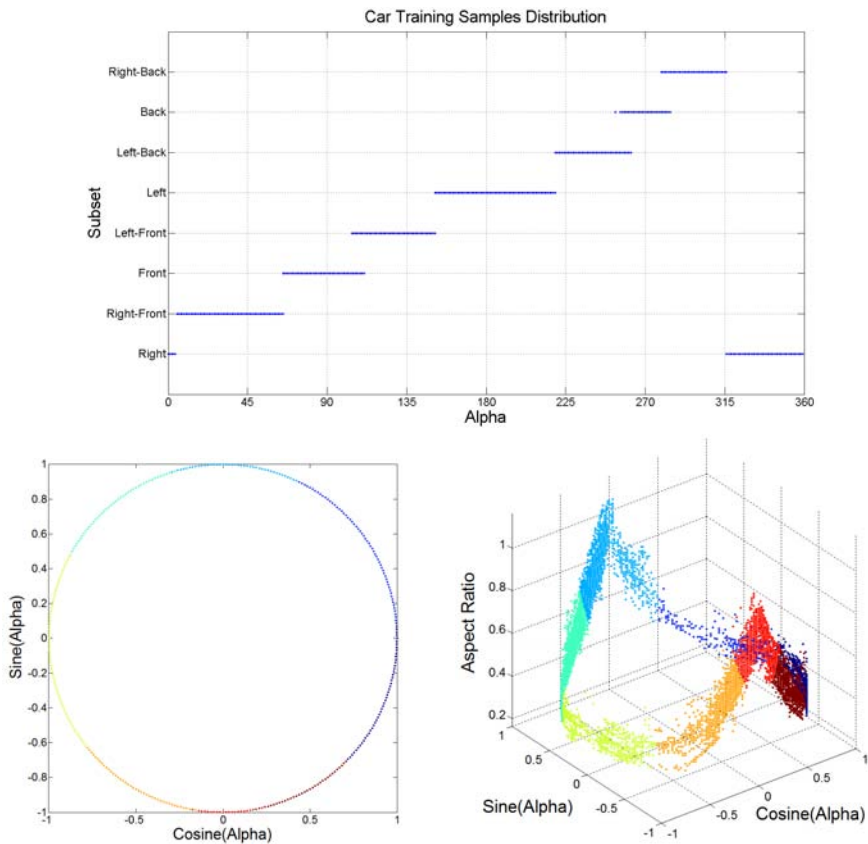 Car Training Samples Distribution
Right-Back
Back
Left-Back
Left
Left-Front
Front
Right-Front
Right
Subset
0 45 90 135 180 225 270 315 360
Alpha
1
0.8
0.6
0.4
0.2
0
-0.2
-0.4
-0.6
-0.8
-1
Sine(Alpha)
-1 -0.5 0 0.5 1
Cosine(Alpha)
1
0.8
0.6
0.4
0.2
Aspect Ratio
1
0.5
0
-0.5
-1
Sine(Alpha)
-1
-0.5
0
0.5
1
Cosine(Alpha)